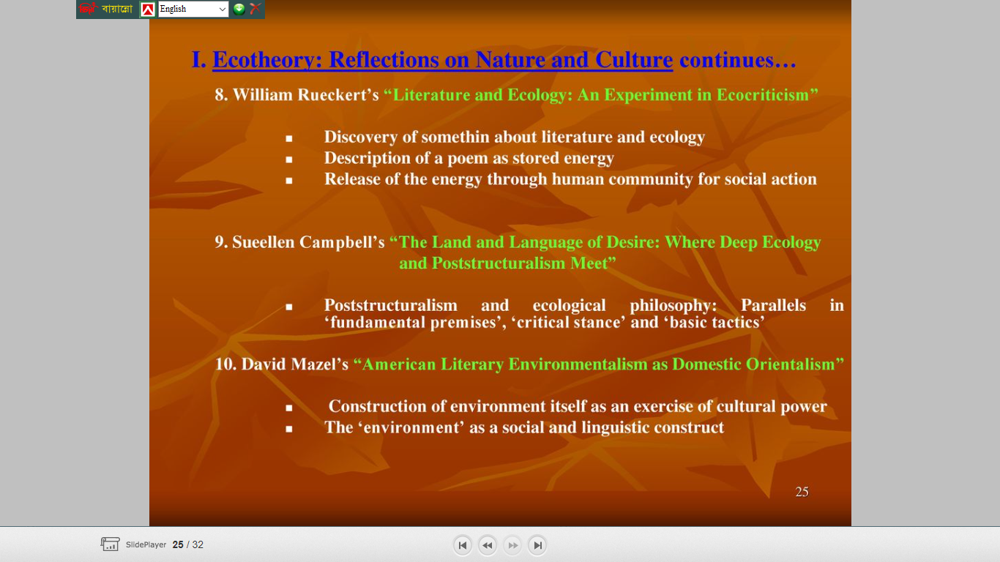 বায়ান্নো English
I. Ecotheory: Reflections on Nature and Culture continues…
8. William Rueckert’s “Literature and Ecology: An Experiment in Ecocriticism”
■ Discovery of somethin about literature and ecology
■ Description of a poem as stored energy
■ Release of the energy through human community for social action
9. Sueellen Campbell’s “The Land and Language of Desire: Where Deep Ecology
and Poststructuralism Meet”
■ Poststructuralism and ecological philosophy: Parallels in
‘fundamental premises’, ‘critical stance’ and ‘basic tactics’
10. David Mazel’s “American Literary Environmentalism as Domestic Orientalism”
■ Construction of environment itself as an exercise of cultural power
■ The ‘environment’ as a social and linguistic construct
25
SlidePlayer 25 / 32